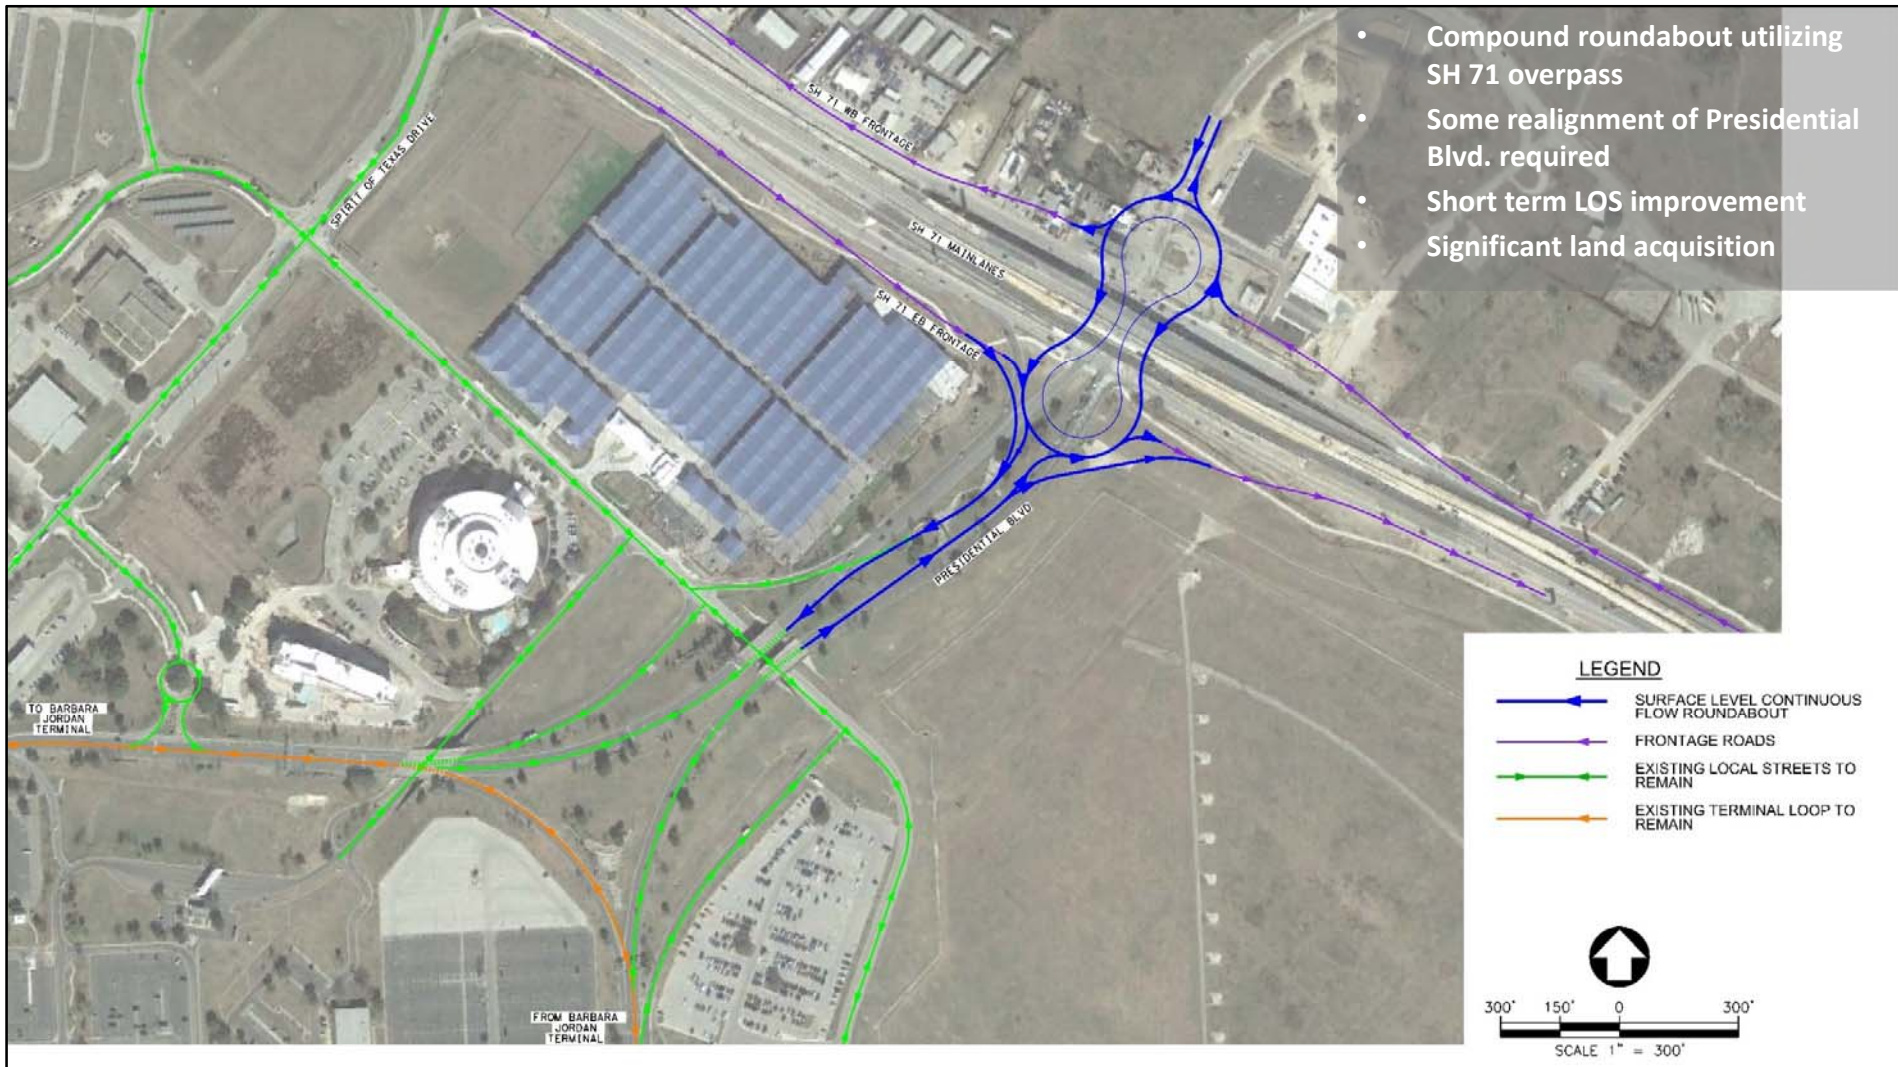 • Compound roundabout utilizing
SH 71 overpass
• Some realignment of Presidential
Blvd. required
• Short term LOS improvement
• Significant land acquisition
SH 71 WB FRONTAGE
SPIRIT OF TEXAS DRIVE
SH 71 MAINLANES
SH 71 EB FRONTAGE
PRESIDENTIAL BLVD
TO BARBARA
JORDAN
TERMINAL
FROM BARBARA
JORDAN
TERMINAL
LEGEND
SURFACE LEVEL CONTINUOUS
FLOW ROUNDABOUT
FRONTAGE ROADS
EXISTING LOCAL STREETS TO
REMAIN
EXISTING TERMINAL LOOP TO
REMAIN
300' 150' 0 300'
SCALE 1" = 300'